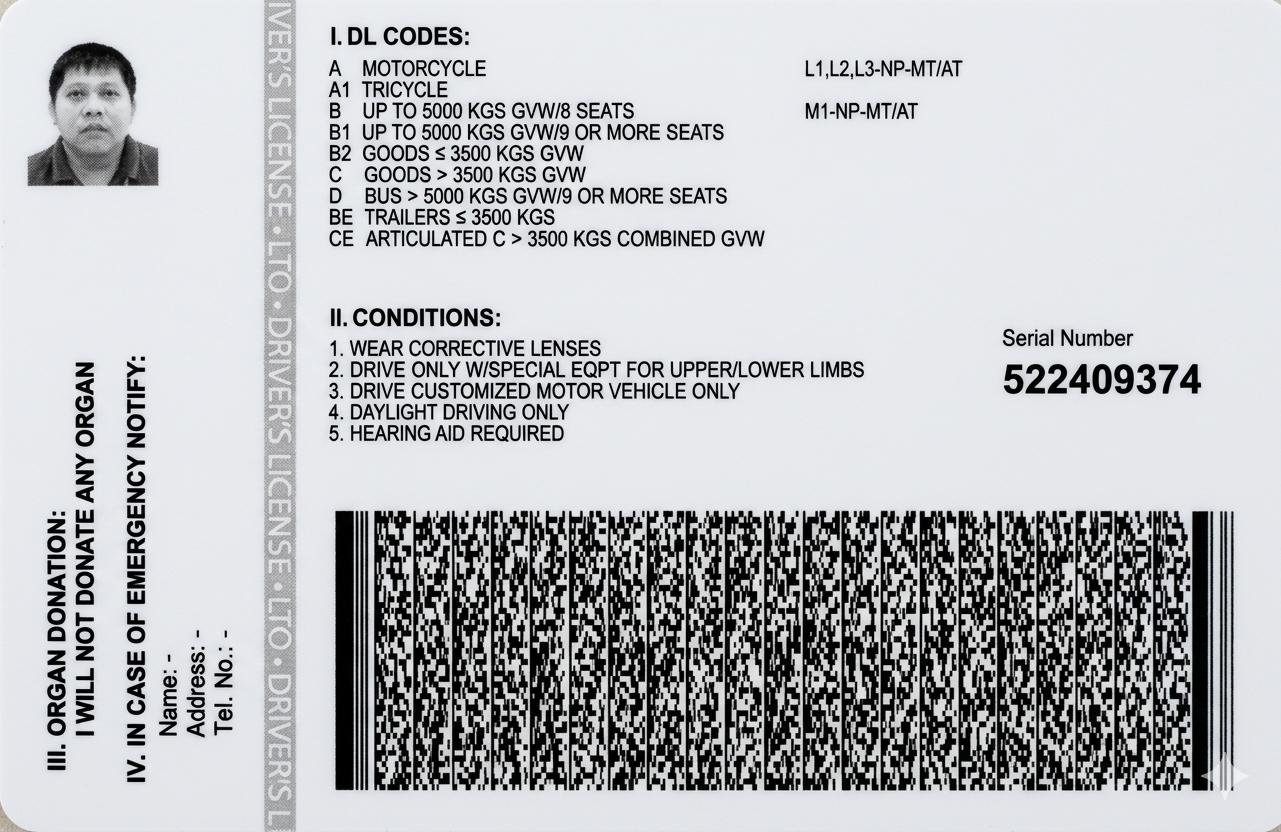 I. DL CODES:
A MOTORCYCLE L1,L2,L3-NP-MT/AT
A1 TRICYCLE
B UP TO 5000 KGS GVW/8 SEATS M1-NP-MT/AT
B1 UP TO 5000 KGS GVW/9 OR MORE SEATS
B2 GOODS ≤ 3500 KGS GVW
C GOODS > 3500 KGS GVW
D BUS > 5000 KGS GVW/9 OR MORE SEATS
BE TRAILERS ≤ 3500 KGS
CE ARTICULATED C > 3500 KGS COMBINED GVW
II. CONDITIONS:
1. WEAR CORRECTIVE LENSES
2. DRIVE ONLY W/SPECIAL EQPT FOR UPPER/LOWER LIMBS
3. DRIVE CUSTOMIZED MOTOR VEHICLE ONLY
4. DAYLIGHT DRIVING ONLY
5. HEARING AID REQUIRED
Serial Number
522409374
III. ORGAN DONATION:
I WILL NOT DONATE ANY ORGAN
IV. IN CASE OF EMERGENCY NOTIFY:
Name: -
Address: -
Tel. No.: -
IVER'S LICENSE • LTO • DRIVER'S LICENSE • LTO • DRIVER'S L